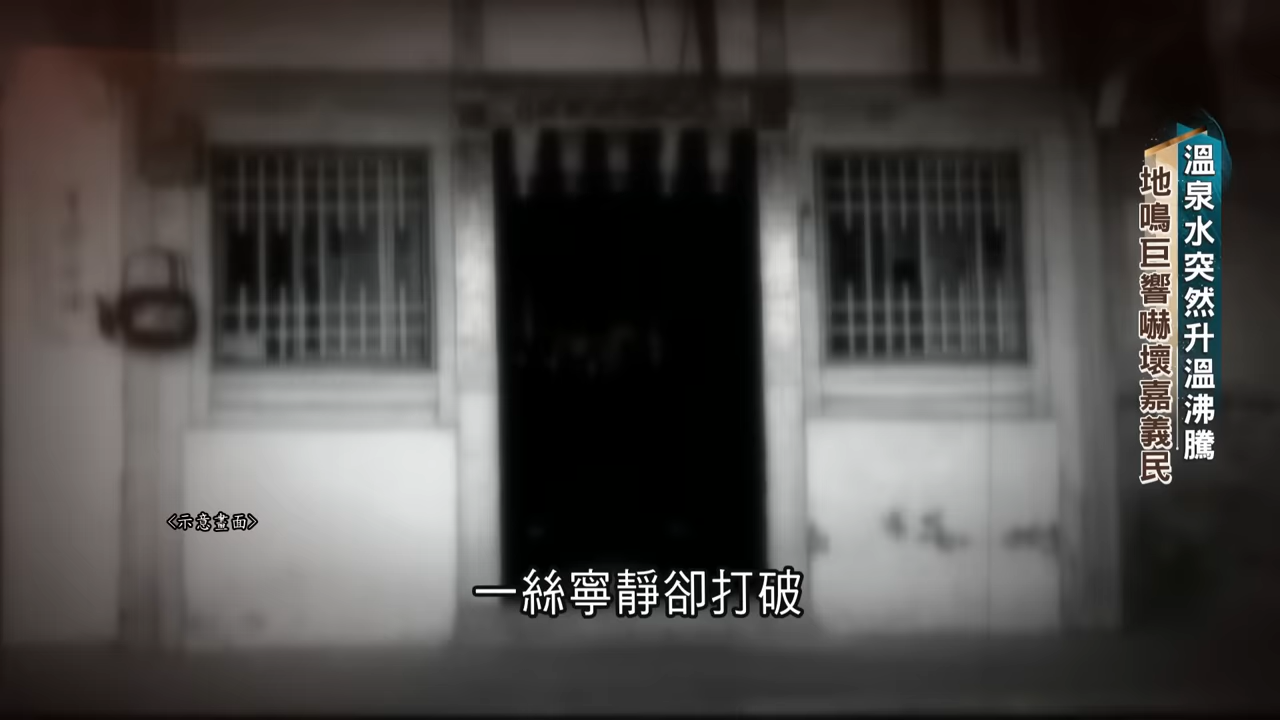 溫泉水突然升溫沸騰
地鳴巨響嚇壞嘉義民
<示意畫面>
一絲寧靜卻打破